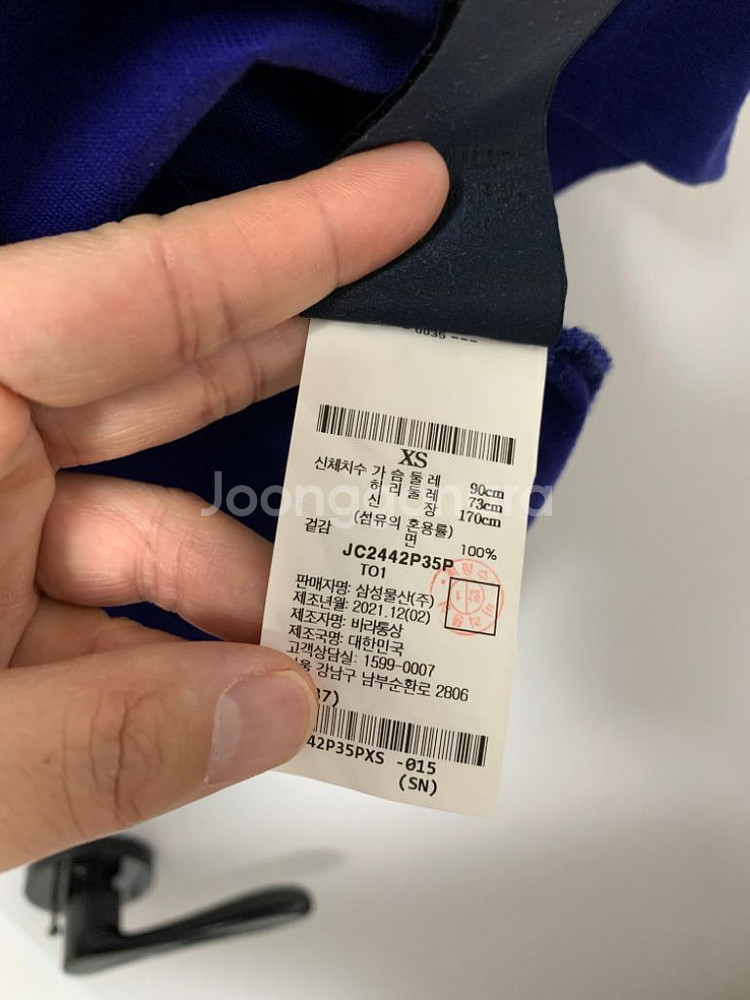 XS
신체치수 가 슴 둘 레 90cm
허 리 둘 레 73cm
신 장 170cm
(섬유의 혼용률)
겉감 면 100%
JC2442P35P
TO1
판매자명: 삼성물산(주)
제조년월: 2021.12(02)
제조자명: 바라통상
제조국명: 대한민국
고객상담실: 1599-0007
강남구 남부순환로 2806
42P35PXS -015
(SN)
Joongna